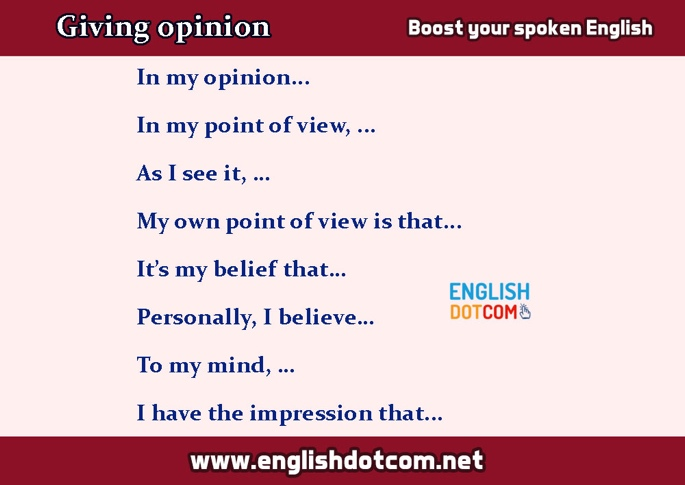 Giving opinion
Boost your spoken English
In my opinion...
In my point of view, ...
As I see it, ...
My own point of view is that...
It's my belief that...
Personally, I believe...
To my mind, ...
I have the impression that...
ENGLISH
DOTCOM
www.englishdotcom.net